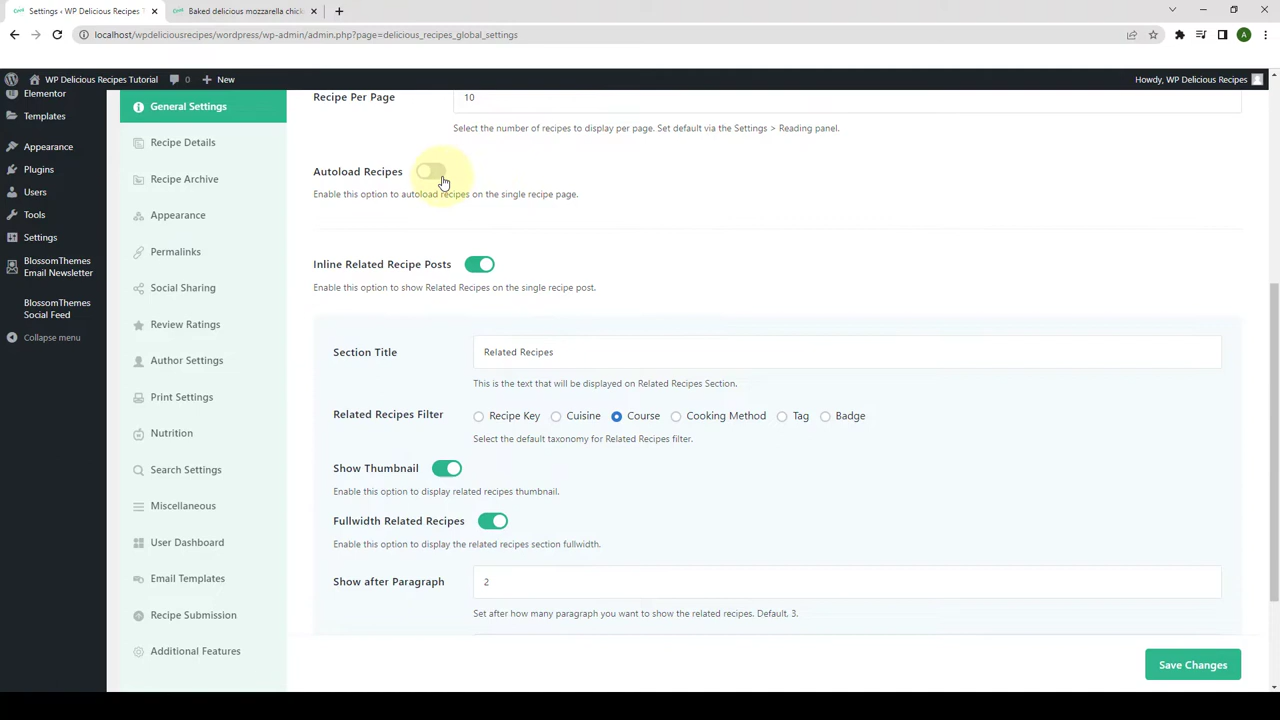 Settings ‹ WP Delicious Recipes
Baked delicious mozzarella chick
localhost/wpdeliciousrecipes/wordpress/wp-admin/admin.php?page=delicious_recipes_global_settings
A
WP Delicious Recipes Tutorial
0
New
Howdy, WP Delicious Recipes
Elementor
Templates
Appearance
Plugins
Users
Tools
Settings
BlossomThemes
Email Newsletter
BlossomThemes
Social Feed
Collapse menu
General Settings
Recipe Details
Recipe Archive
Appearance
Permalinks
Social Sharing
Review Ratings
Author Settings
Print Settings
Nutrition
Search Settings
Miscellaneous
User Dashboard
Email Templates
Recipe Submission
Additional Features
Recipe Per Page
10
Select the number of recipes to display per page. Set default via the Settings > Reading panel.
Autoload Recipes
Enable this option to autoload recipes on the single recipe page.
Inline Related Recipe Posts
Enable this option to show Related Recipes on the single recipe post.
Section Title
Related Recipes
This is the text that will be displayed on Related Recipes Section.
Related Recipes Filter
Recipe Key Cuisine Course Cooking Method Tag Badge
Select the default taxonomy for Related Recipes filter.
Show Thumbnail
Enable this option to display related recipes thumbnail.
Fullwidth Related Recipes
Enable this option to display the related recipes section fullwidth.
Show after Paragraph
2
Set after how many paragraph you want to show the related recipes. Default, 3.
Save Changes